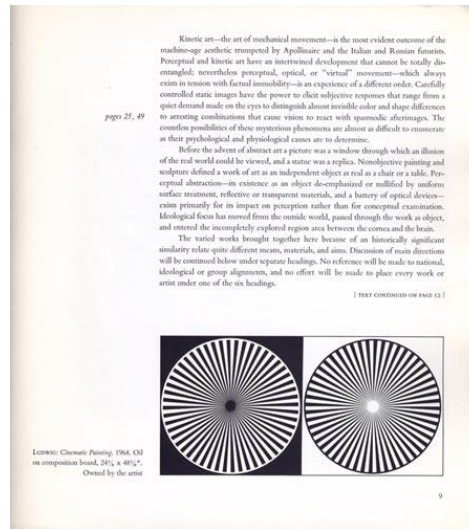 Kinetic art—the art of mechanical movement—is the most evident outcome of the
machine-age aesthetic trumpeted by Apollinaire and the Italian and Russian futurists.
Perceptual and kinetic art have an intertwined development that cannot be totally dis-
entangled; nevertheless perceptual, optical, or "virtual" movement—which always
exists in tension with factual immobility—is an experience of a different order. Carefully
controlled static images have the power to elicit subjective responses that range from a
quiet demand made on the eyes to distinguish almost invisible color and shape differences
pages 25, 49
to arresting combinations that cause vision to react with spasmodic afterimages. The
countless possibilities of these mysterious phenomena are almost as difficult to enumerate
as their psychological and physiological causes are to determine.
Before the advent of abstract art a picture was a window through which an illusion
of the real world could be viewed, and a statue was a replica. Nonobjective painting and
sculpture defined a work of art as an independent object as real as a chair or a table. Per-
ceptual abstraction—its existence as an object de-emphasized or nullified by uniform
surface treatment, reflective or transparent materials, and a battery of optical devices—
exists primarily for its impact on perception rather than for conceptual examination.
Ideological focus has moved from the outside world, passed through the work as object,
and entered the incompletely explored region area between the cornea and the brain.
The varied works brought together here because of an historically significant
similarity relate quite different means, materials, and aims. Discussion of main directions
will be continued below under separate headings. No reference will be made to national,
ideological or group alignments, and no effort will be made to place every work or
artist under one of the six headings.
[ TEXT CONTINUED ON PAGE 12 ]
LUDWIG: Cinematic Painting. 1964. Oil
on composition board,
Owned by the artist
9